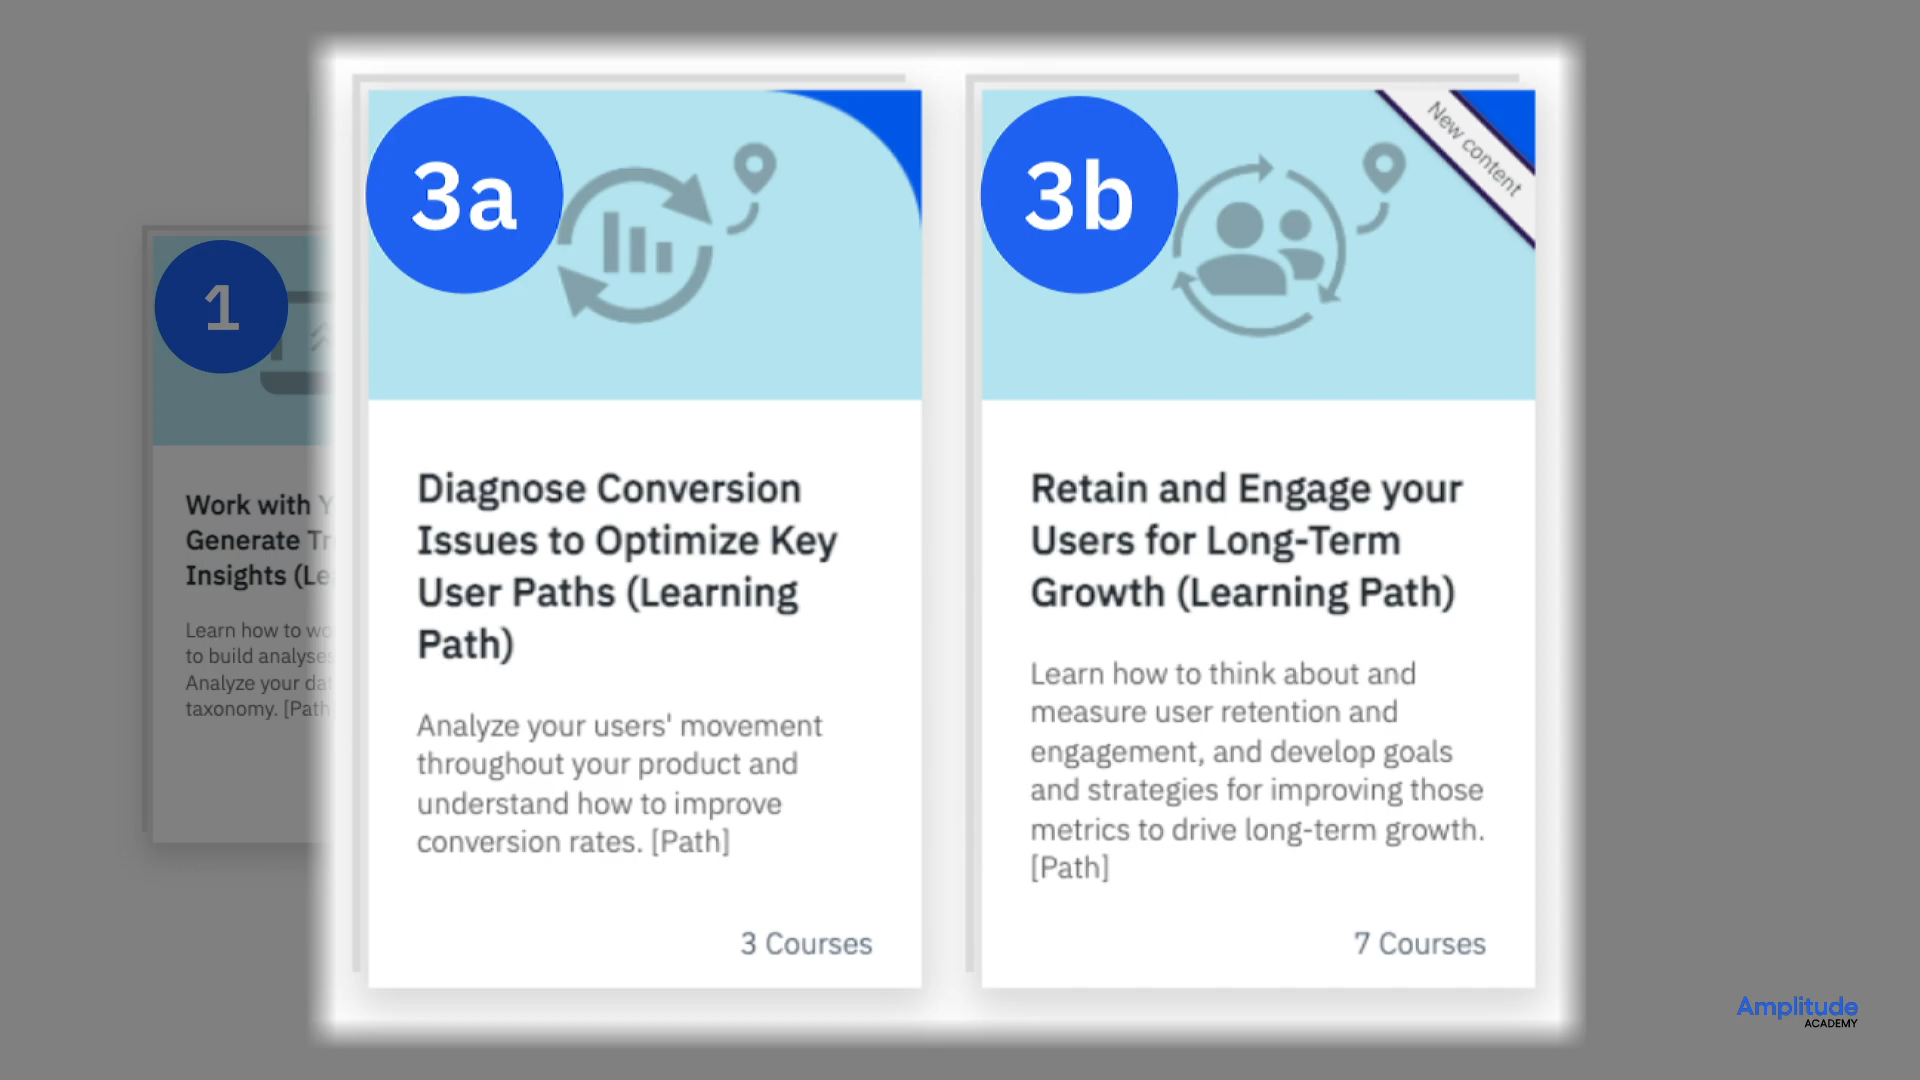 1
Work with
Generate
Insights
Learn how to
to build analyses
Analyze your
taxonomy. [Path
3a
Diagnose Conversion
Issues to Optimize Key
User Paths (Learning
Path)
Analyze your users' movement
throughout your product and
understand how to improve
conversion rates. [Path]
3 Courses
3b
New content
Retain and Engage your
Users for Long-Term
Growth (Learning Path)
Learn how to think about and
measure user retention and
engagement, and develop goals
and strategies for improving those
metrics to drive long-term growth.
[Path]
7 Courses
Amplitude
ACADEMY